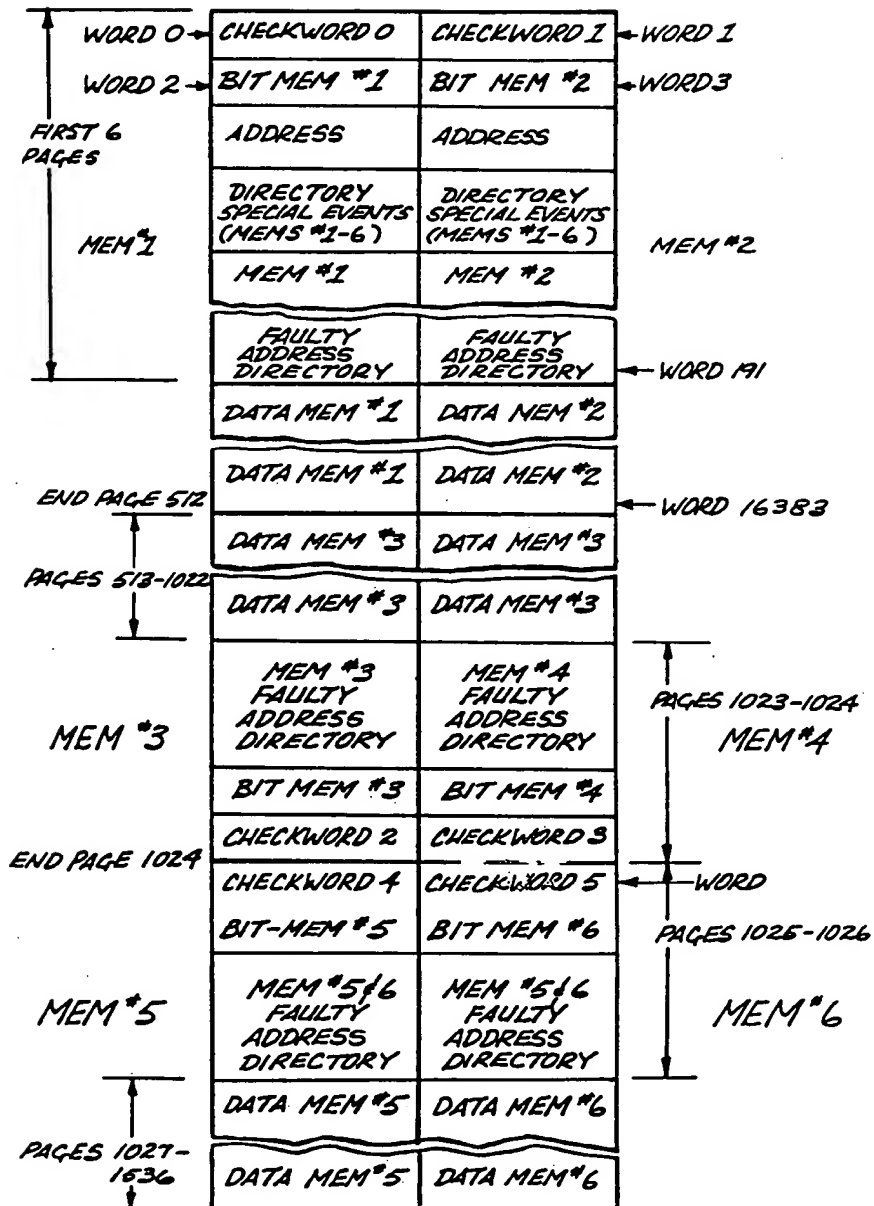 WORD 0 CHECKWORD 0 CHECKWORD 1 WORD 1
WORD 2 BIT MEM #1 BIT MEM #2 WORD 3
FIRST 6
PAGES
ADDRESS ADDRESS
DIRECTORY
SPECIAL EVENTS
(MEMS #1-6)
DIRECTORY
SPECIAL EVENTS
(MEMS #1-6)
MEM #1 MEM #2
MEM #1 MEM #2
FAULTY
ADDRESS
DIRECTORY
FAULTY
ADDRESS
DIRECTORY
WORD 191
DATA MEM #1 DATA MEM #2
DATA MEM #1 DATA MEM #2
END PAGE 512 WORD 16383
DATA MEM #3 DATA MEM #3
PAGES 513-1022
DATA MEM #3 DATA MEM #3
MEM #3
FAULTY
ADDRESS
DIRECTORY
MEM #4
FAULTY
ADDRESS
DIRECTORY
PAGES 1023-1024
MEM #3 MEM #4
BIT MEM #3 BIT MEM #4
CHECKWORD 2 CHECKWORD 3
END PAGE 1024
CHECKWORD 4 CHECKWORD 5 WORD
BIT-MEM #5 BIT MEM #6
PAGES 1025-1026
MEM #5&6
FAULTY
ADDRESS
DIRECTORY
MEM #5&6
FAULTY
ADDRESS
DIRECTORY
MEM #5 MEM #6
DATA MEM #5 DATA MEM #6
PAGES 1027-
1536
DATA MEM #5 DATA MEM #6